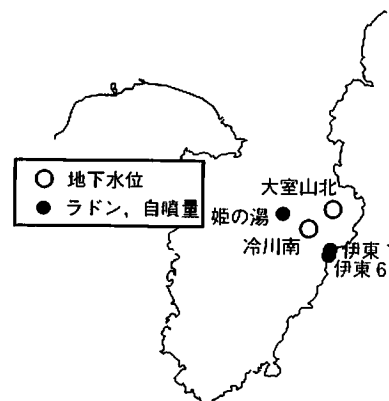 地下水位
ラドン，自噴量
大室山北
姫の湯
冷川南
伊東1
伊東6